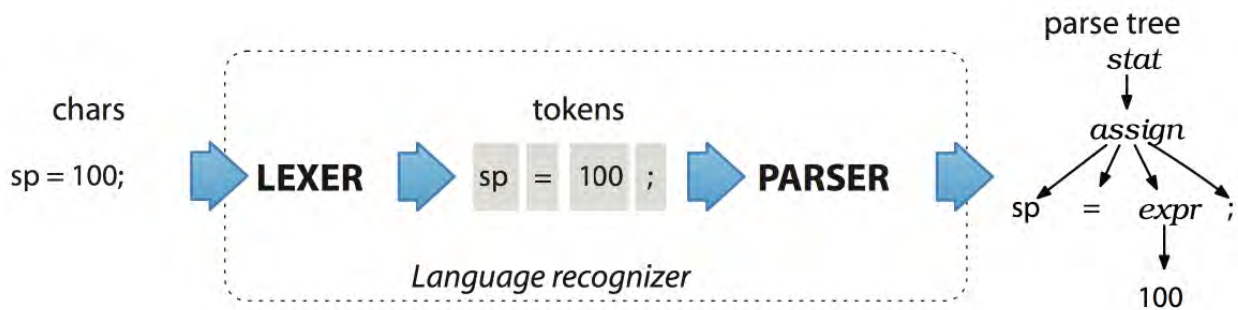 chars
sp = 100;
LEXER
tokens
sp = 100 ;
PARSER
Language recognizer
parse tree
stat
assign
sp = expr ;
100